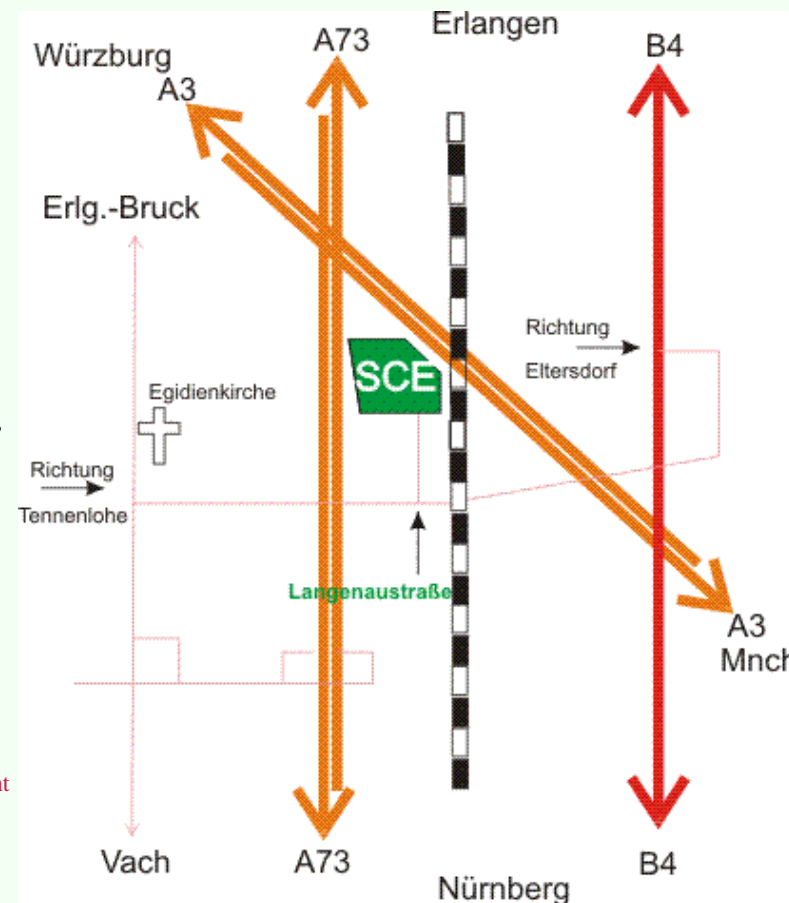 Erlangen
A73
B4
Würzburg
A3
Erlg.-Bruck
Richtung
Eltersdorf
SCE
Egidienkirche
Richtung
Tennenlohe
Langenaustraße
A3
Mnch
Vach
A73
B4
Nürnberg